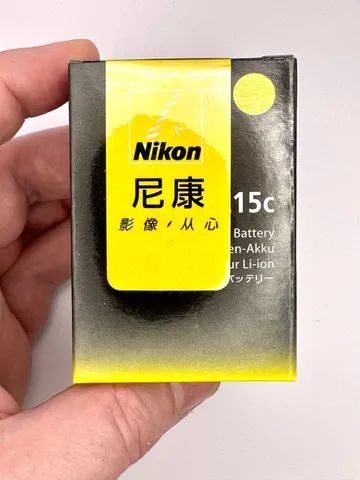 Nikon
尼康
影像,从心
15c
Battery
en-Akku
ur Li-ion
バッテリー